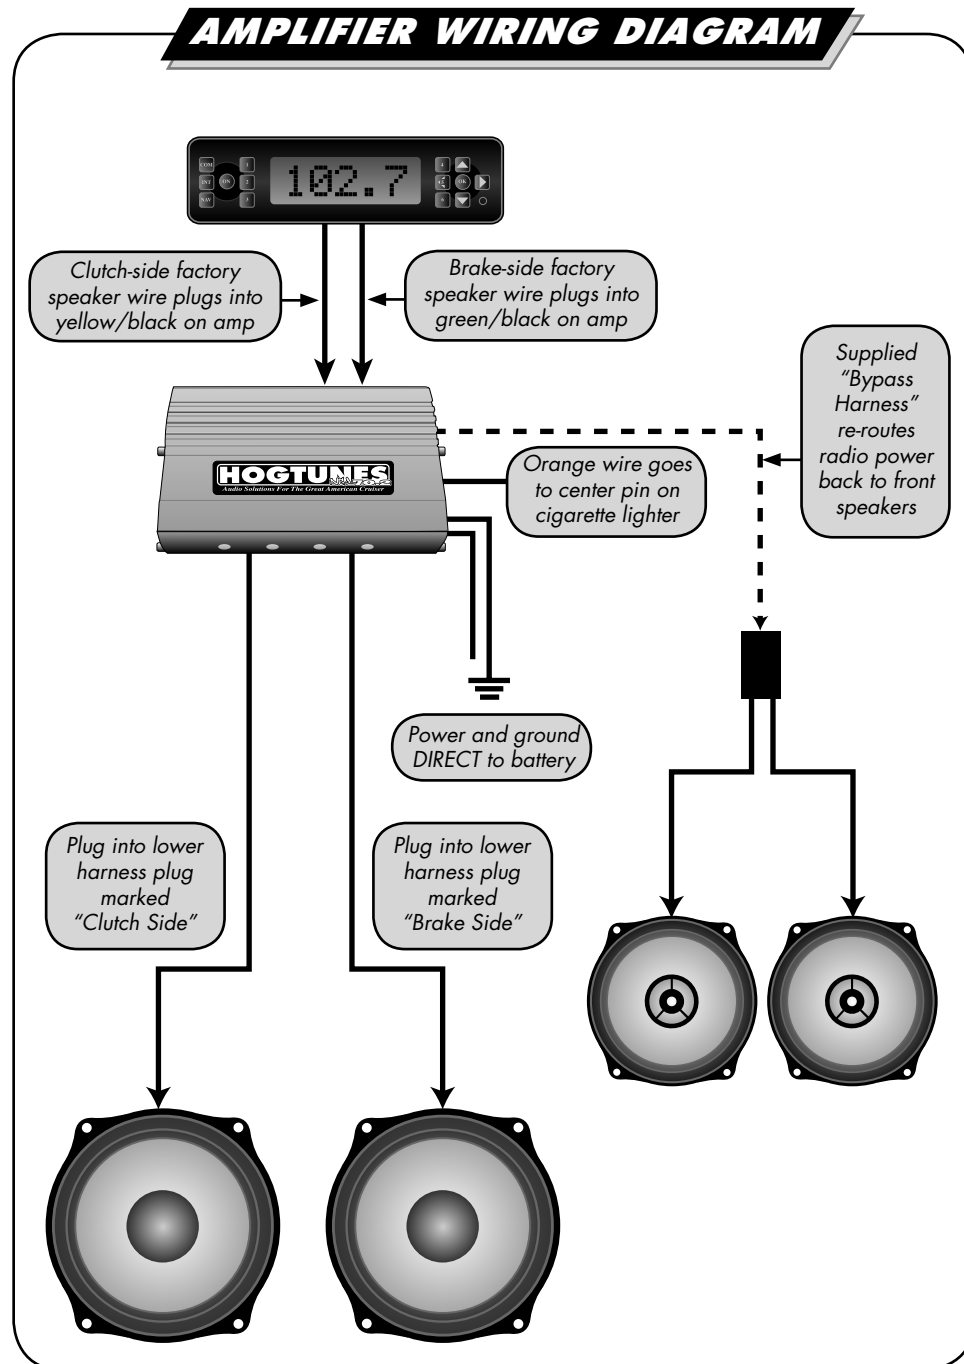 AMPLIFIER WIRING DIAGRAM
COM
INT
NAV
ON
1
2
3
102.7
4
6
OK
Clutch-side factory
speaker wire plugs into
yellow/black on amp
Brake-side factory
speaker wire plugs into
green/black on amp
Supplied
“Bypass
Harness”
re-routes
radio power
back to front
speakers
HOGTUNES
Audio Solutions For The Great American Cruiser
Orange wire goes
to center pin on
cigarette lighter
Power and ground
DIRECT to battery
Plug into lower
harness plug
marked
“Clutch Side”
Plug into lower
harness plug
marked
“Brake Side”